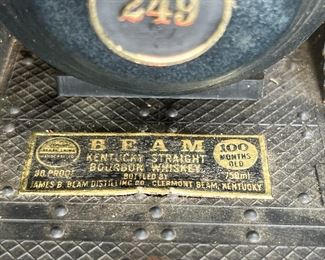 249
BEAM
KENTUCKY STRAIGHT
BOURBON WHISKEY
100
MONTHS
OLD
BOTTLED BY
750ml
JAMES B. BEAM DISTILLING CO., CLERMONT BEAM, KENTUCKY